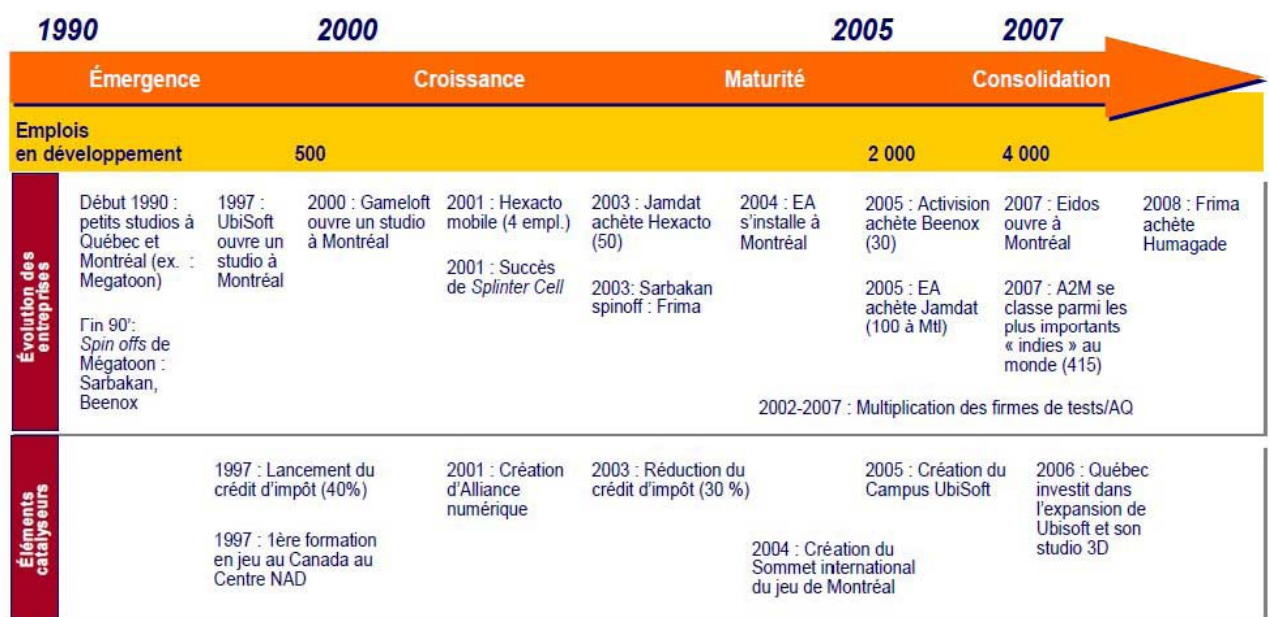 1990
2000
2005
2007
Émergence
Croissance
Maturité
Consolidation
Emplois
en développement
500
2 000
4 000
Évolution des
entreprises
Début 1990 :
petits studios à
Québec et
Montréal (ex. :
Megatoon)
Fin 90':
Spin offs de
Mégatoon :
Sarbakan,
Beenox
1997 :
UbiSoft
ouvre un
studio à
Montréal
2000 : Gameloft
ouvre un studio
à Montréal
2001 : Hexacto
mobile (4 empl.)
2001 : Succès
de Splinter Cell
2003 : Jamdat
achète Hexacto
(50)
2003: Sarbakan
spinoff : Frima
2004 : EA
s'installe à
Montréal
2005 : Activision
achète Beenox
(30)
2005 : EA
achète Jamdat
(100 à Mtl)
2007 : Eidos
ouvre à
Montréal
2007 : A2M se
classe parmi les
plus importants
« indies » au
monde (415)
2008 : Frima
achète
Humagade
2002-2007 : Multiplication des firmes de tests/AQ
Éléments
catalyseurs
1997 : Lancement du
crédit d'impôt (40%)
1997 : 1ère formation
en jeu au Canada au
Centre NAD
2001 : Création
d'Alliance
numérique
2003 : Réduction du
crédit d'impôt (30 %)
2004 : Création du
Sommet international
du jeu de Montréal
2005 : Création du
Campus UbiSoft
2006 : Québec
investit dans
l'expansion de
Ubisoft et son
studio 3D